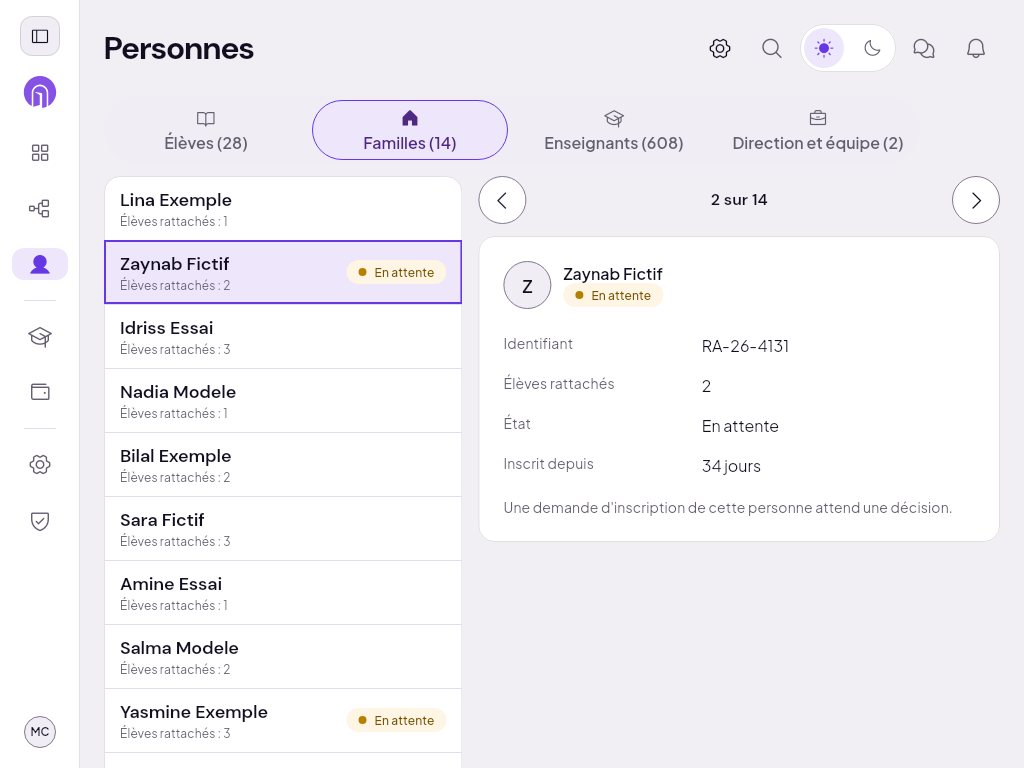 Personnes
Élèves (28)
Familles (14)
Enseignants (608)
Direction et équipe (2)
Lina Exemple
Élèves rattachés : 1
Zaynab Fictif
Élèves rattachés : 2
En attente
Idriss Essai
Élèves rattachés : 3
Nadia Modele
Élèves rattachés : 1
Bilal Exemple
Élèves rattachés : 2
Sara Fictif
Élèves rattachés : 3
Amine Essai
Élèves rattachés : 1
Salma Modele
Élèves rattachés : 2
Yasmine Exemple
Élèves rattachés : 3
En attente
2 sur 14
Z
Zaynab Fictif
En attente
Identifiant
RA-26-4131
Élèves rattachés
2
État
En attente
Inscrit depuis
34 jours
Une demande d'inscription de cette personne attend une décision.
MC